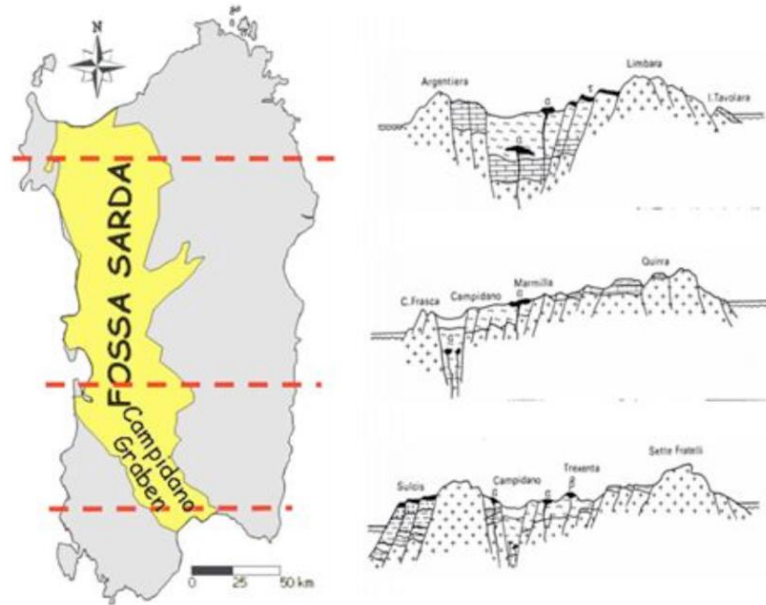 N
FOSSA SARDA
Campidano
Graben
0 25 50 km
Argentiera
Limbara
I.Tavolara
C.Frasca
Campidano
Marmilla
Quirra
Sulcis
Campidano
Trexenta
Sette Fratelli